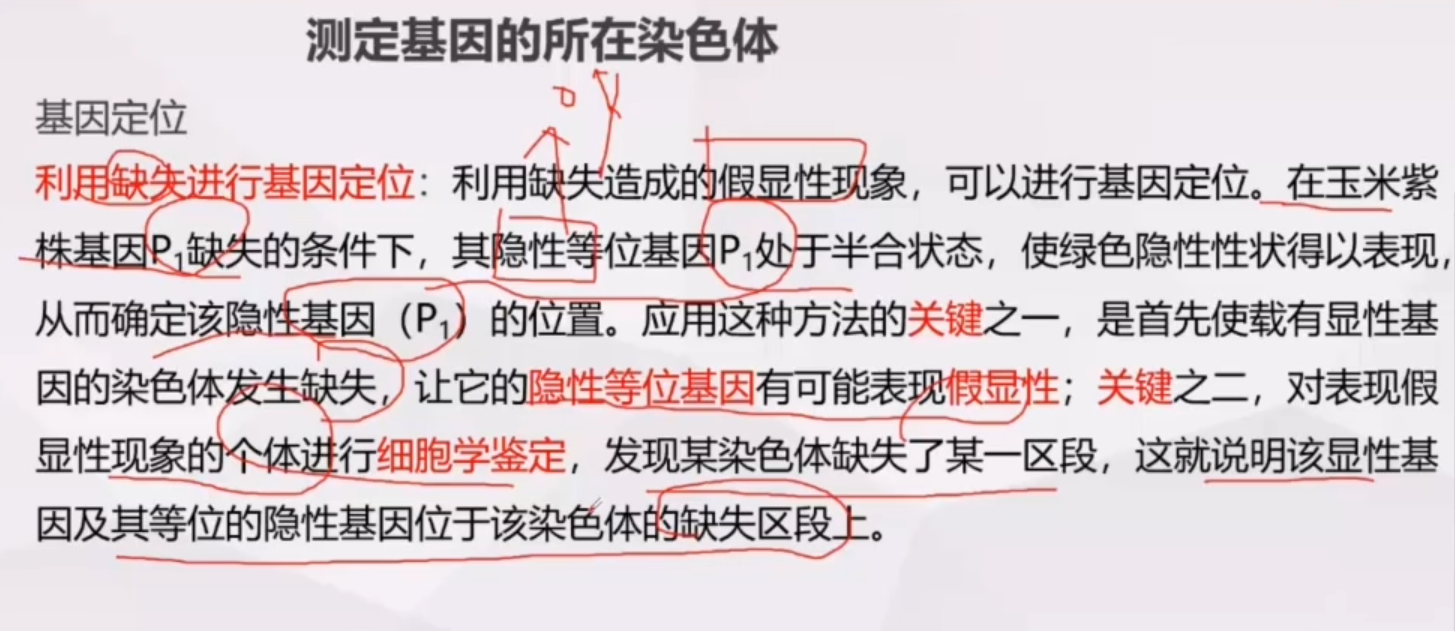 测定基因的所在染色体
基因定位
利用缺失进行基因定位：利用缺失造成的假显性现象，可以进行基因定位。在玉米紫
株基因P₁缺失的条件下，其隐性等位基因P₁处于半合状态，使绿色隐性性状得以表现，
从而确定该隐性基因（P₁）的位置。应用这种方法的关键之一，是首先使载有显性基
因的染色体发生缺失，让它的隐性等位基因有可能表现假显性；关键之二，对表现假
显性现象的个体进行细胞学鉴定，发现某染色体缺失了某一区段，这就说明该显性基
因及其等位的隐性基因位于该染色体的缺失区段上。